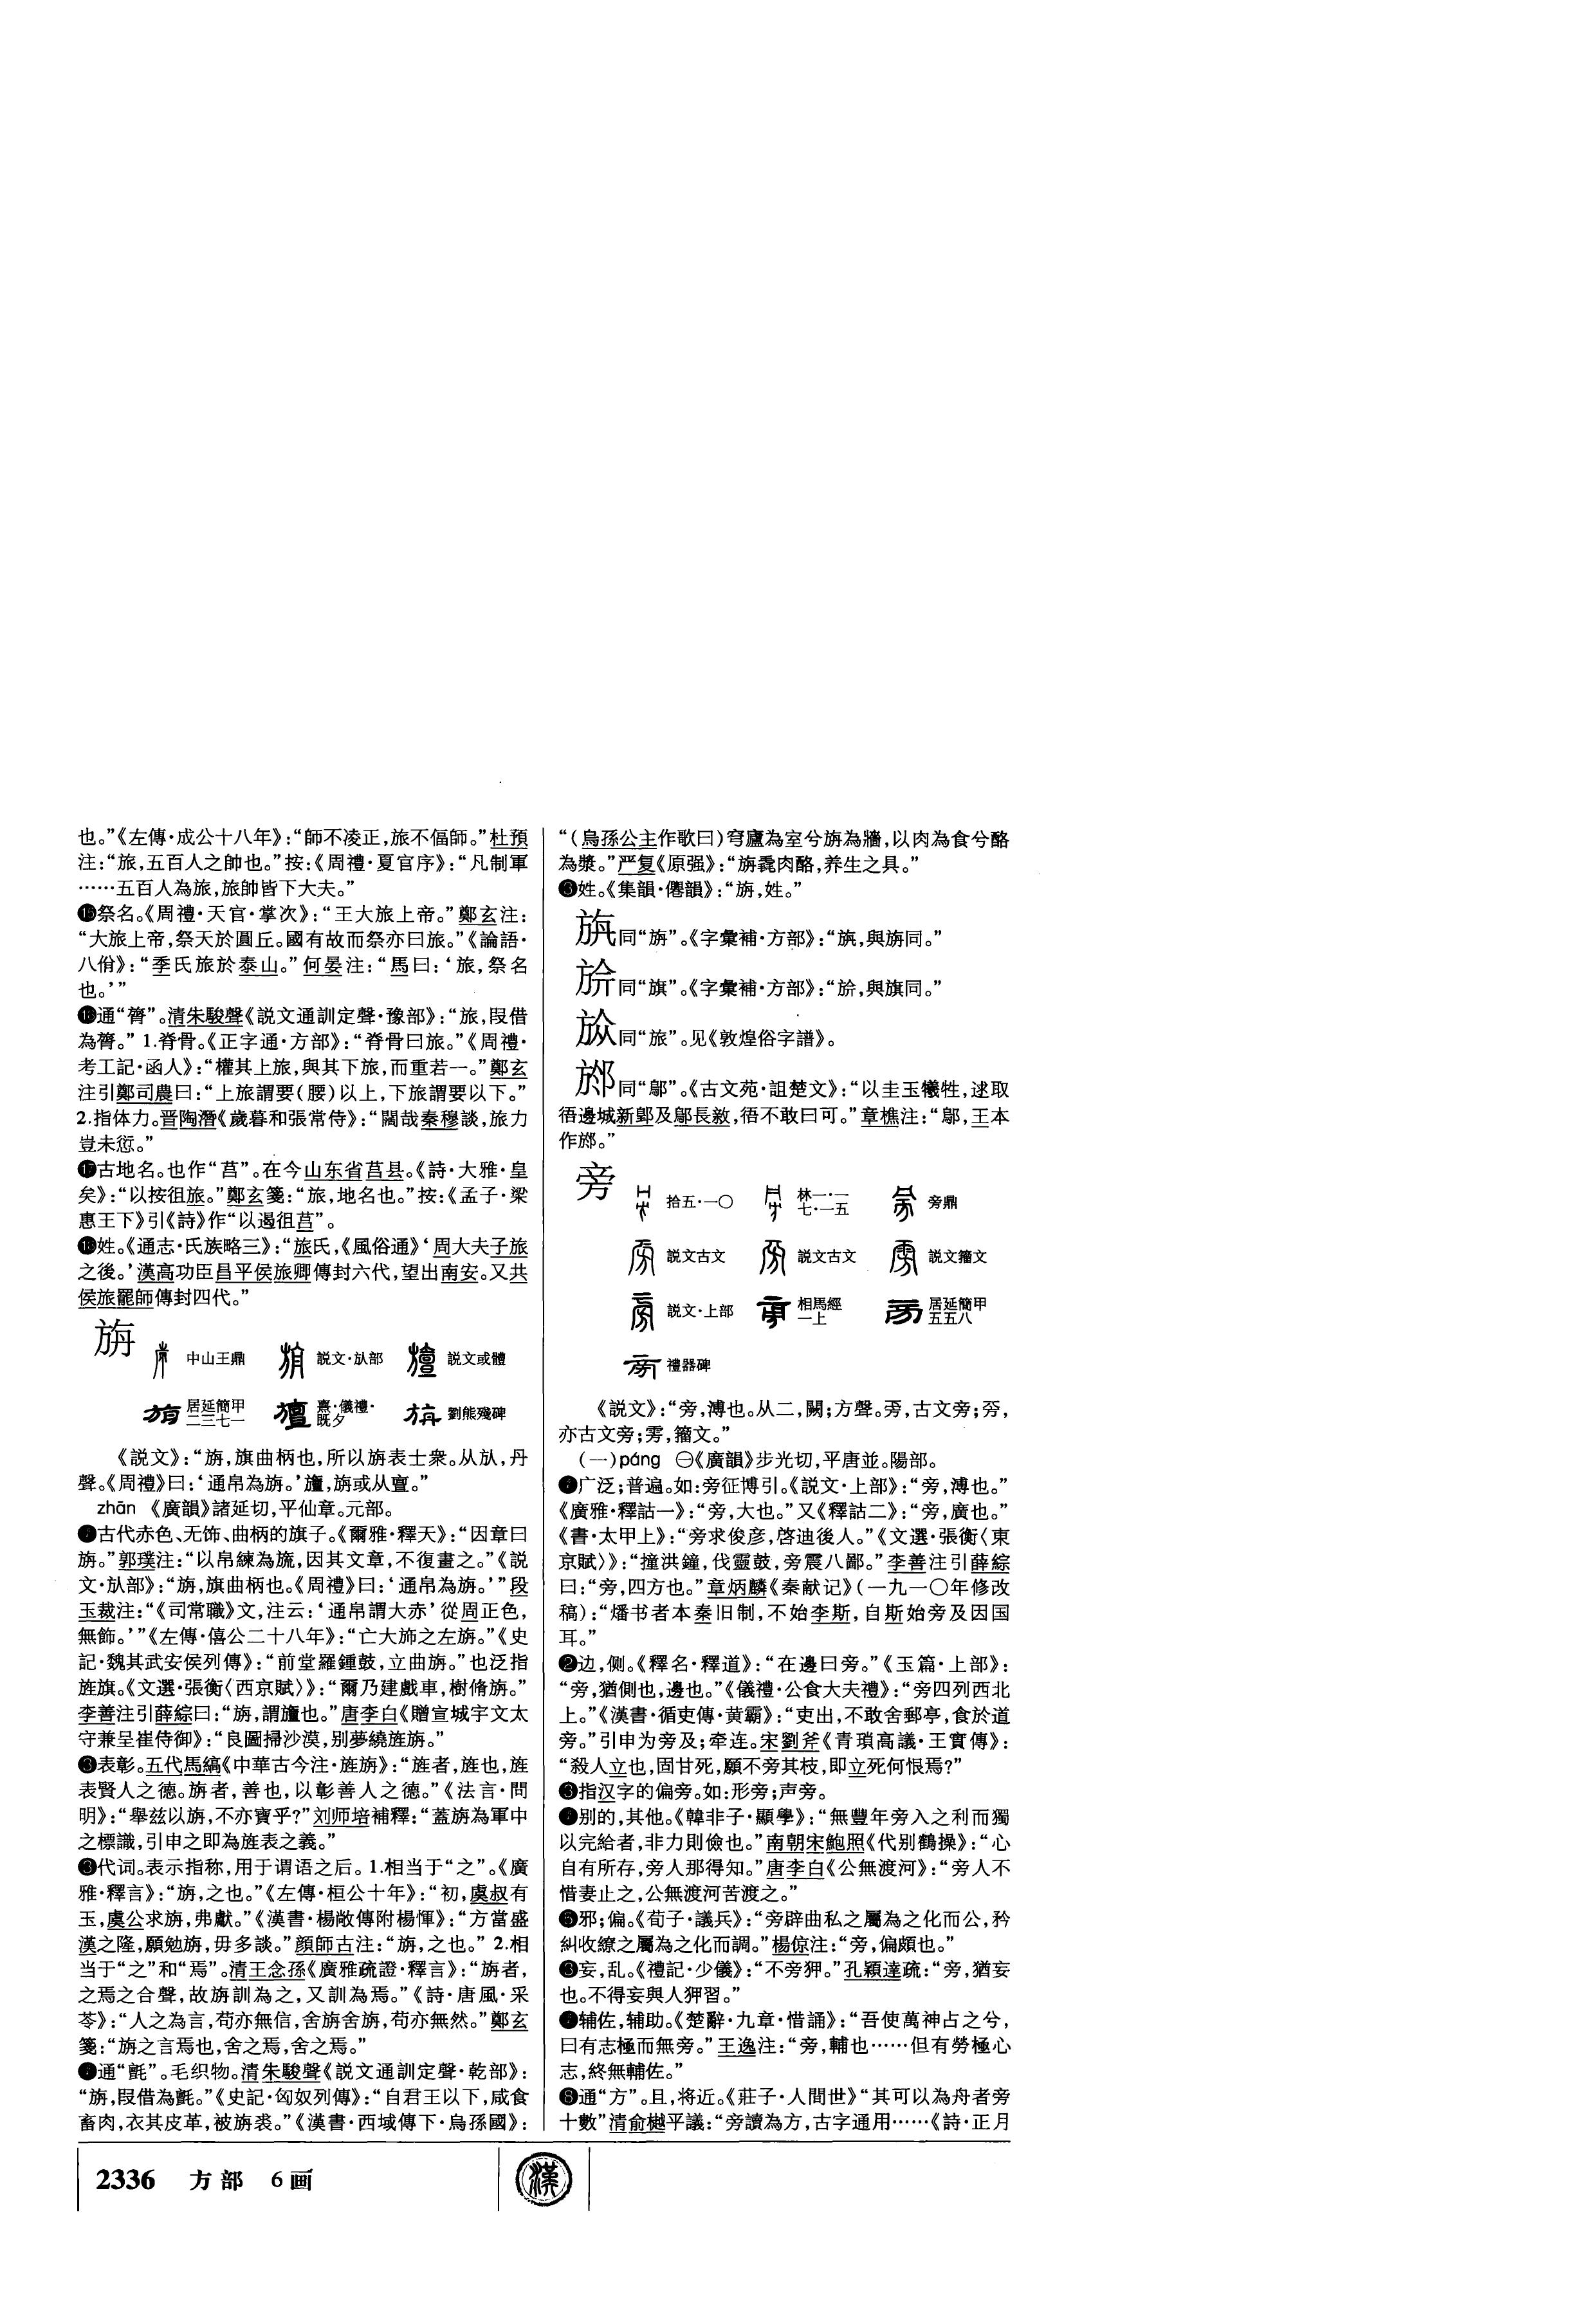 也。”《左傳·成公十八年》：“師不凌正，旅不偪師。”杜預
注：“旅，五百人之帥也。”按：《周禮·夏官序》：“凡制軍
……五百人為旅，旅帥皆下大夫。”
⓯祭名。《周禮·天官·掌次》：“王大旅上帝。”鄭玄注：
“大旅上帝，祭天於圓丘。國有故而祭亦曰旅。”《論語·
八佾》：“季氏旅於泰山。”何晏注：“馬曰：‘旅，祭名
也。’”
⓰通“膂”。清朱駿聲《説文通訓定聲·豫部》：“旅，叚借
為膂。”1.脊骨。《正字通·方部》：“脊骨曰旅。”《周禮·
考工記·函人》：“權其上旅，與其下旅，而重若一。”鄭玄
注引鄭司農曰：“上旅謂要(腰)以上，下旅謂要以下。”
2.指体力。晋陶潛《歲暮和張常侍》：“闊哉秦穆談，旅力
豈未愆。”
⓱古地名。也作“莒”。在今山东省莒县。《詩·大雅·皇
矣》：“以按徂旅。”鄭玄箋：“旅，地名也。”按：《孟子·梁
惠王下》引《詩》作“以遏徂莒”。
⓲姓。《通志·氏族略三》：“旅氏，《風俗通》‘周大夫子旅
之後。’漢高功臣昌平侯旅卿傳封六代，望出南安。又共
侯旅罷師傳封四代。”
旃 中山王鼎 説文·㫃部 説文或體
居延簡甲二三七一 熹·儀禮·既夕 劉熊殘碑
《説文》：“旃，旗曲柄也，所以旃表士衆。从㫃，丹
聲。《周禮》曰：‘通帛為旃。’旜，旃或从亶。”
zhān 《廣韻》諸延切，平仙章。元部。
❶古代赤色、无饰、曲柄的旗子。《爾雅·釋天》：“因章曰
旃。”郭璞注：“以帛練為旒，因其文章，不復畫之。”《説
文·㫃部》：“旃，旗曲柄也。《周禮》曰：‘通帛為旃。’”段
玉裁注：“《司常職》文，注云：‘通帛謂大赤’從周正色，
無飾。’”《左傳·僖公二十八年》：“亡大旆之左旃。”《史
記·魏其武安侯列傳》：“前堂羅鍾鼓，立曲旃。”也泛指
旌旗。《文選·張衡〈西京賦〉》：“爾乃建戲車，樹脩旃。”
李善注引薛綜曰：“旃，謂旜也。”唐李白《贈宣城宇文太
守兼呈崔侍御》：“良圖掃沙漠，别夢繞旌旃。”
❷表彰。五代馬縞《中華古今注·旌旃》：“旌者，旌也，旌
表賢人之德。旃者，善也，以彰善人之德。”《法言·問
明》：“舉兹以旃，不亦寶乎？”刘师培補釋：“蓋旃為軍中
之標識，引申之即為旌表之義。”
❸代词。表示指称，用于谓语之后。1.相当于“之”。《廣
雅·釋言》：“旃，之也。”《左傳·桓公十年》：“初，虞叔有
玉，虞公求旃，弗獻。”《漢書·楊敞傳附楊惲》：“方當盛
漢之隆，願勉旃，毋多談。”顔師古注：“旃，之也。”2.相
当于“之”和“焉”。清王念孫《廣雅疏證·釋言》：“旃者，
之焉之合聲，故旃訓為之，又訓為焉。”《詩·唐風·采
苓》：“人之為言，苟亦無信，舍旃舍旃，苟亦無然。”鄭玄
箋：“旃之言焉也，舍之焉，舍之焉。”
❹通“氈”。毛织物。清朱駿聲《説文通訓定聲·乾部》：
“旃，叚借為氈。”《史記·匈奴列傳》：“自君王以下，咸食
畜肉，衣其皮革，被旃裘。”《漢書·西域傳下·烏孫國》：
“(烏孫公主作歌曰)穹廬為室兮旃為牆，以肉為食兮酪
為漿。”严复《原强》：“旃毳肉酪，养生之具。”
❺姓。《集韻·僊韻》：“旃，姓。”
同“旃”。《字彙補·方部》：“，與旃同。”
同“旗”。《字彙補·方部》：“，與旗同。”
同“旅”。见《敦煌俗字譜》。
同“鄔”。《古文苑·詛楚文》：“以圭玉犧牲，逑取
俉邊城新郢及鄔長敹，俉不敢曰可。”章樵注：“鄔，王本
作。”
旁 拾五·一〇 林一·一七·一五 旁鼎
説文古文 説文古文 説文籀文
説文·上部 相馬經一上 居延簡甲五五八
禮器碑
《説文》：“旁，溥也。从二，闕；方聲。，古文旁；，
亦古文旁；雱，籀文。”
(一)páng ㊀《廣韻》步光切，平唐並。陽部。
❶广泛；普遍。如：旁征博引。《説文·上部》：“旁，溥也。”
《廣雅·釋詁一》：“旁，大也。”又《釋詁二》：“旁，廣也。”
《書·太甲上》：“旁求俊彦，啓迪後人。”《文選·張衡〈東
京賦〉》：“撞洪鐘，伐靈鼓，旁震八鄙。”李善注引薛綜
曰：“旁，四方也。”章炳麟《秦献记》(一九一〇年修改
稿)：“燔书者本秦旧制，不始李斯，自斯始旁及因国
耳。”
❷边，侧。《釋名·釋道》：“在邊曰旁。”《玉篇·上部》：
“旁，猶側也，邊也。”《儀禮·公食大夫禮》：“旁四列西北
上。”《漢書·循吏傳·黄霸》：“吏出，不敢舍郵亭，食於道
旁。”引申为旁及；牵连。宋劉斧《青瑣高議·王實傳》：
“殺人立也，固甘死，願不旁其枝，即立死何恨焉？”
❸指汉字的偏旁。如：形旁；声旁。
❹别的，其他。《韓非子·顯學》：“無豐年旁入之利而獨
以完給者，非力則儉也。”南朝宋鮑照《代别鶴操》：“心
自有所存，旁人那得知。”唐李白《公無渡河》：“旁人不
惜妻止之，公無渡河苦渡之。”
❺邪；偏。《荀子·議兵》：“旁辟曲私之屬為之化而公，矜
糾收繚之屬為之化而調。”楊倞注：“旁，偏頗也。”
❻妄，乱。《禮記·少儀》：“不旁狎。”孔穎達疏：“旁，猶妄
也。不得妄與人狎習。”
❼辅佐，辅助。《楚辭·九章·惜誦》：“吾使厲神占之兮，
曰有志極而無旁。”王逸注：“旁，輔也……但有勞極心
志，終無輔佐。”
❽通“方”。且，将近。《莊子·人間世》“其可以為舟者旁
十數”清俞樾平議：“旁讀為方，古字通用……《詩·正月
2336 方部 6画
漢